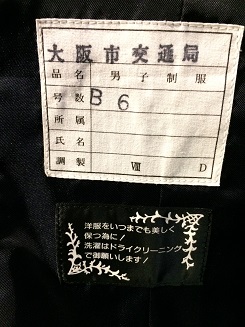 大阪市交通局
品名 男子制服
号数 B 6
所属
氏名
調製 Ⅷ D
洋服をいつまでも美しく
保つ為に!
洗濯はドライクリーニング
で御願いします!